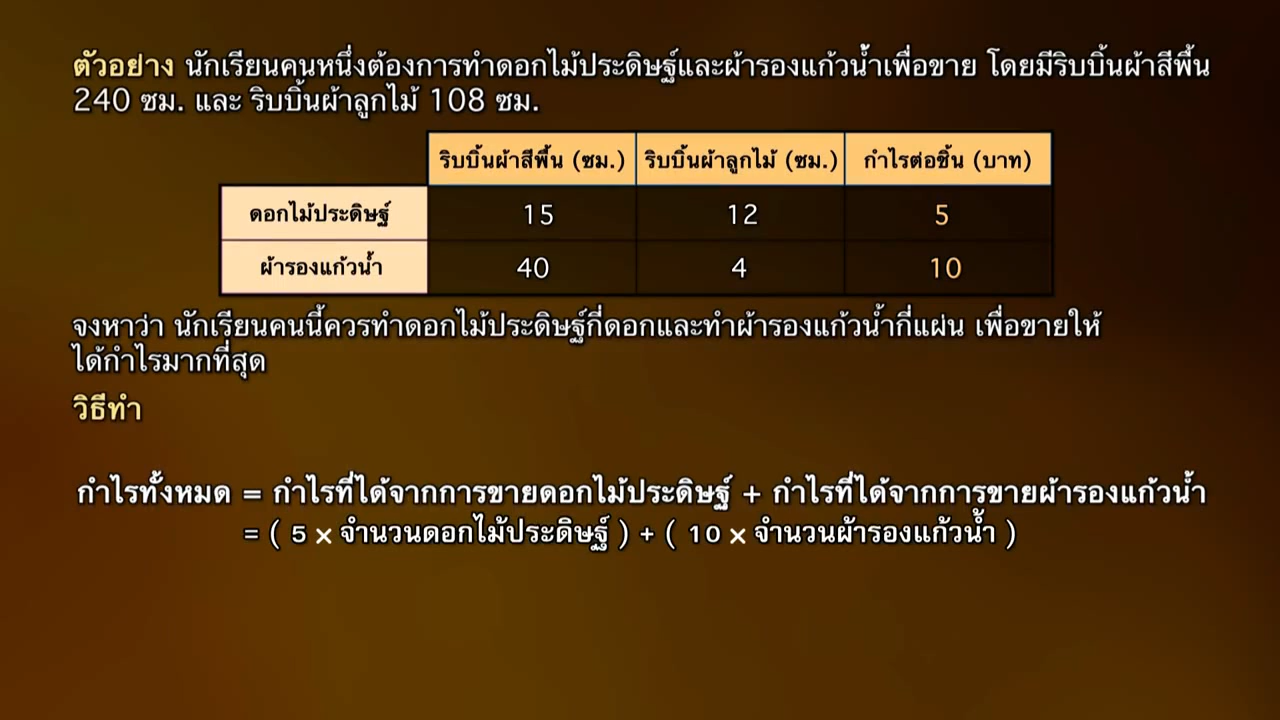 ตัวอย่าง นักเรียนคนหนึ่งต้องการทำดอกไม้ประดิษฐ์และผ้ารองแก้วน้ำเพื่อขาย โดยมีริบบิ้นผ้าสีพื้น
240 ซม. และ ริบบิ้นผ้าลูกไม้ 108 ซม.
ริบบิ้นผ้าสีพื้น (ซม.) ริบบิ้นผ้าลูกไม้ (ซม.) กำไรต่อชิ้น (บาท)
ดอกไม้ประดิษฐ์ 15 12 5
ผ้ารองแก้วน้ำ 40 4 10
จงหาว่า นักเรียนคนนี้ควรทำดอกไม้ประดิษฐ์กี่ดอกและทำผ้ารองแก้วน้ำกี่แผ่น เพื่อขายให้
ได้กำไรมากที่สุด
วิธีทำ
กำไรทั้งหมด = กำไรที่ได้จากการขายดอกไม้ประดิษฐ์ + กำไรที่ได้จากการขายผ้ารองแก้วน้ำ
= ( 5 × จำนวนดอกไม้ประดิษฐ์ ) + ( 10 × จำนวนผ้ารองแก้วน้ำ )